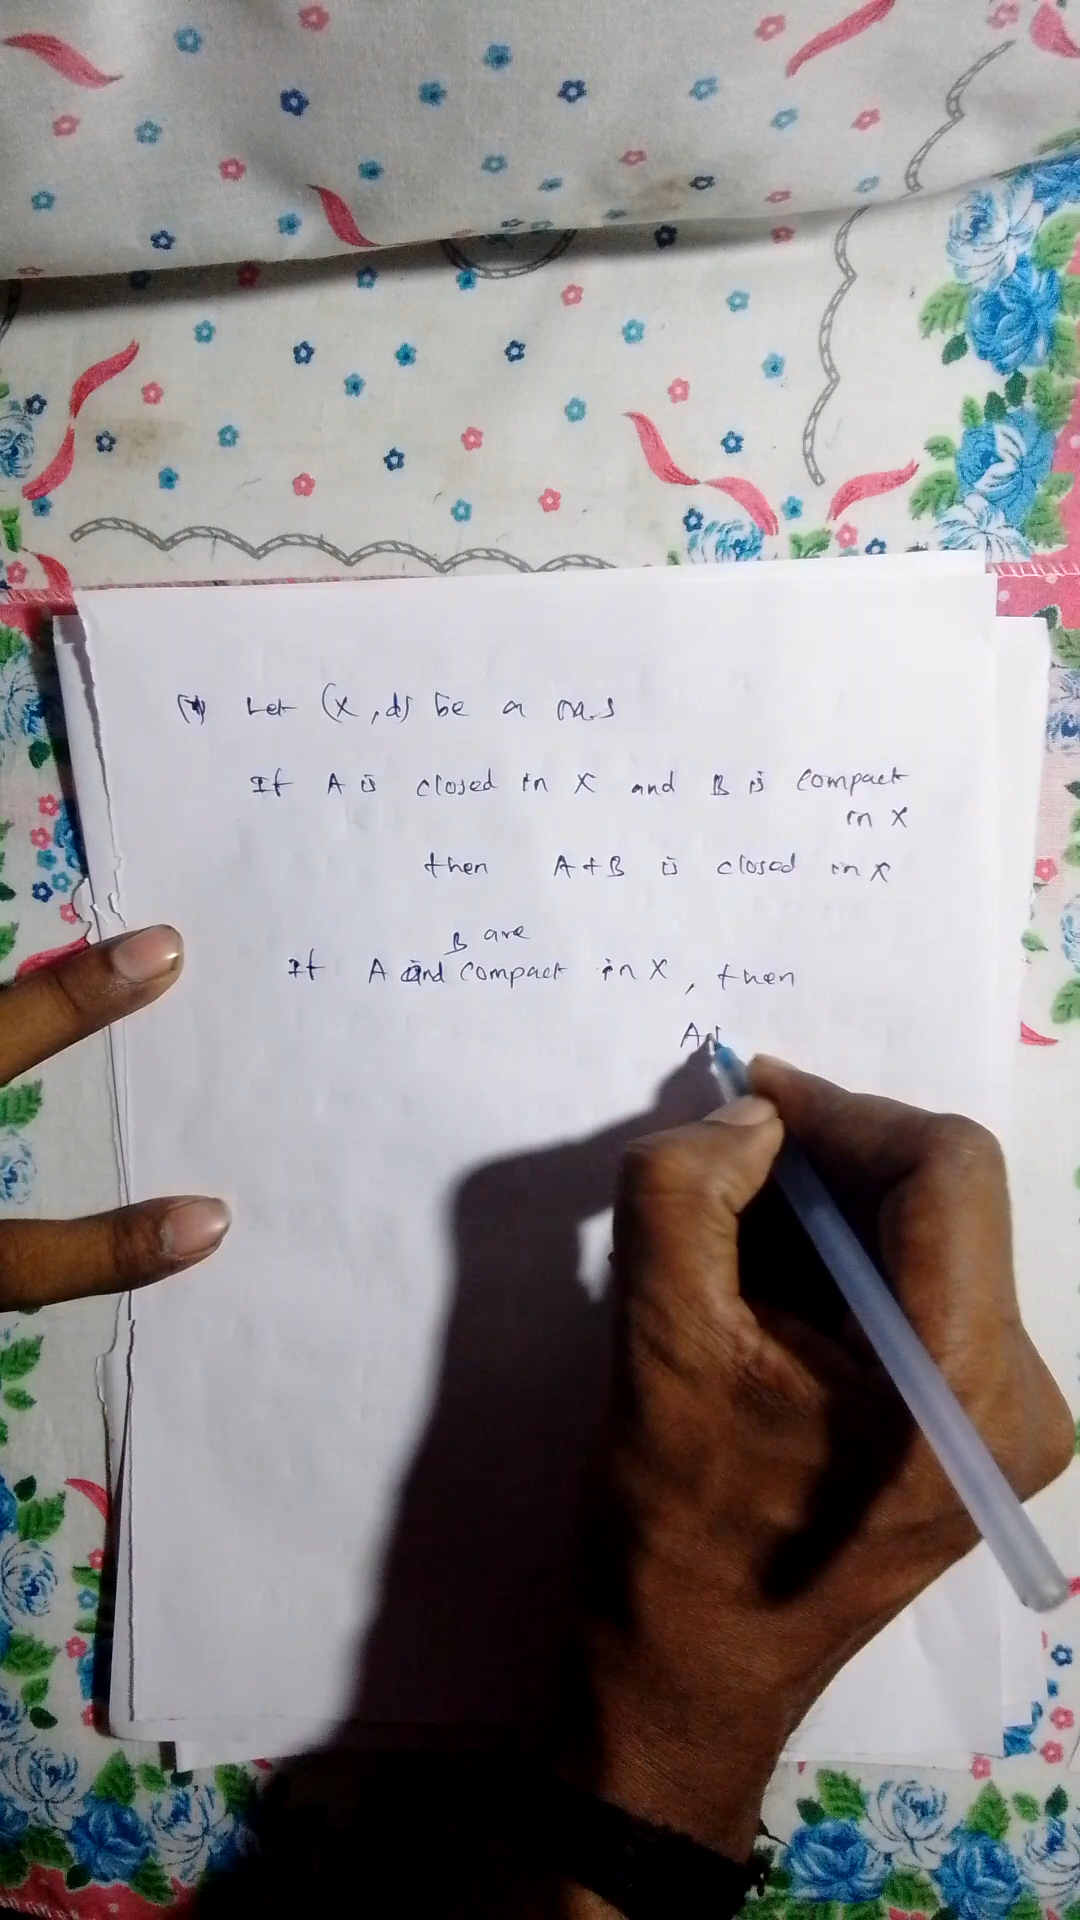 Let (X, d) be a m.s
If A is closed in X and B is compact
in X
then A + B is closed in X
B are
If A and compact in X, then
A +